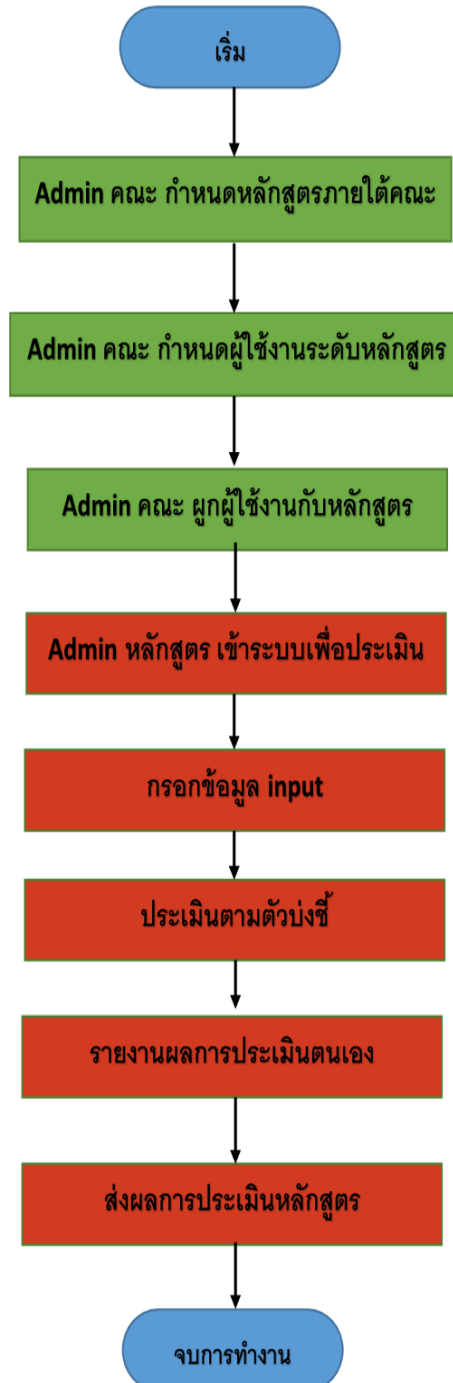 เริ่ม
Admin คณะ กำหนดหลักสูตรภายใต้คณะ
Admin คณะ กำหนดผู้ใช้งานระดับหลักสูตร
Admin คณะ ผูกผู้ใช้งานกับหลักสูตร
Admin หลักสูตร เข้าระบบเพื่อประเมิน
กรอกข้อมูล input
ประเมินตามตัวบ่งชี้
รายงานผลการประเมินตนเอง
ส่งผลการประเมินหลักสูตร
จบการทำงาน